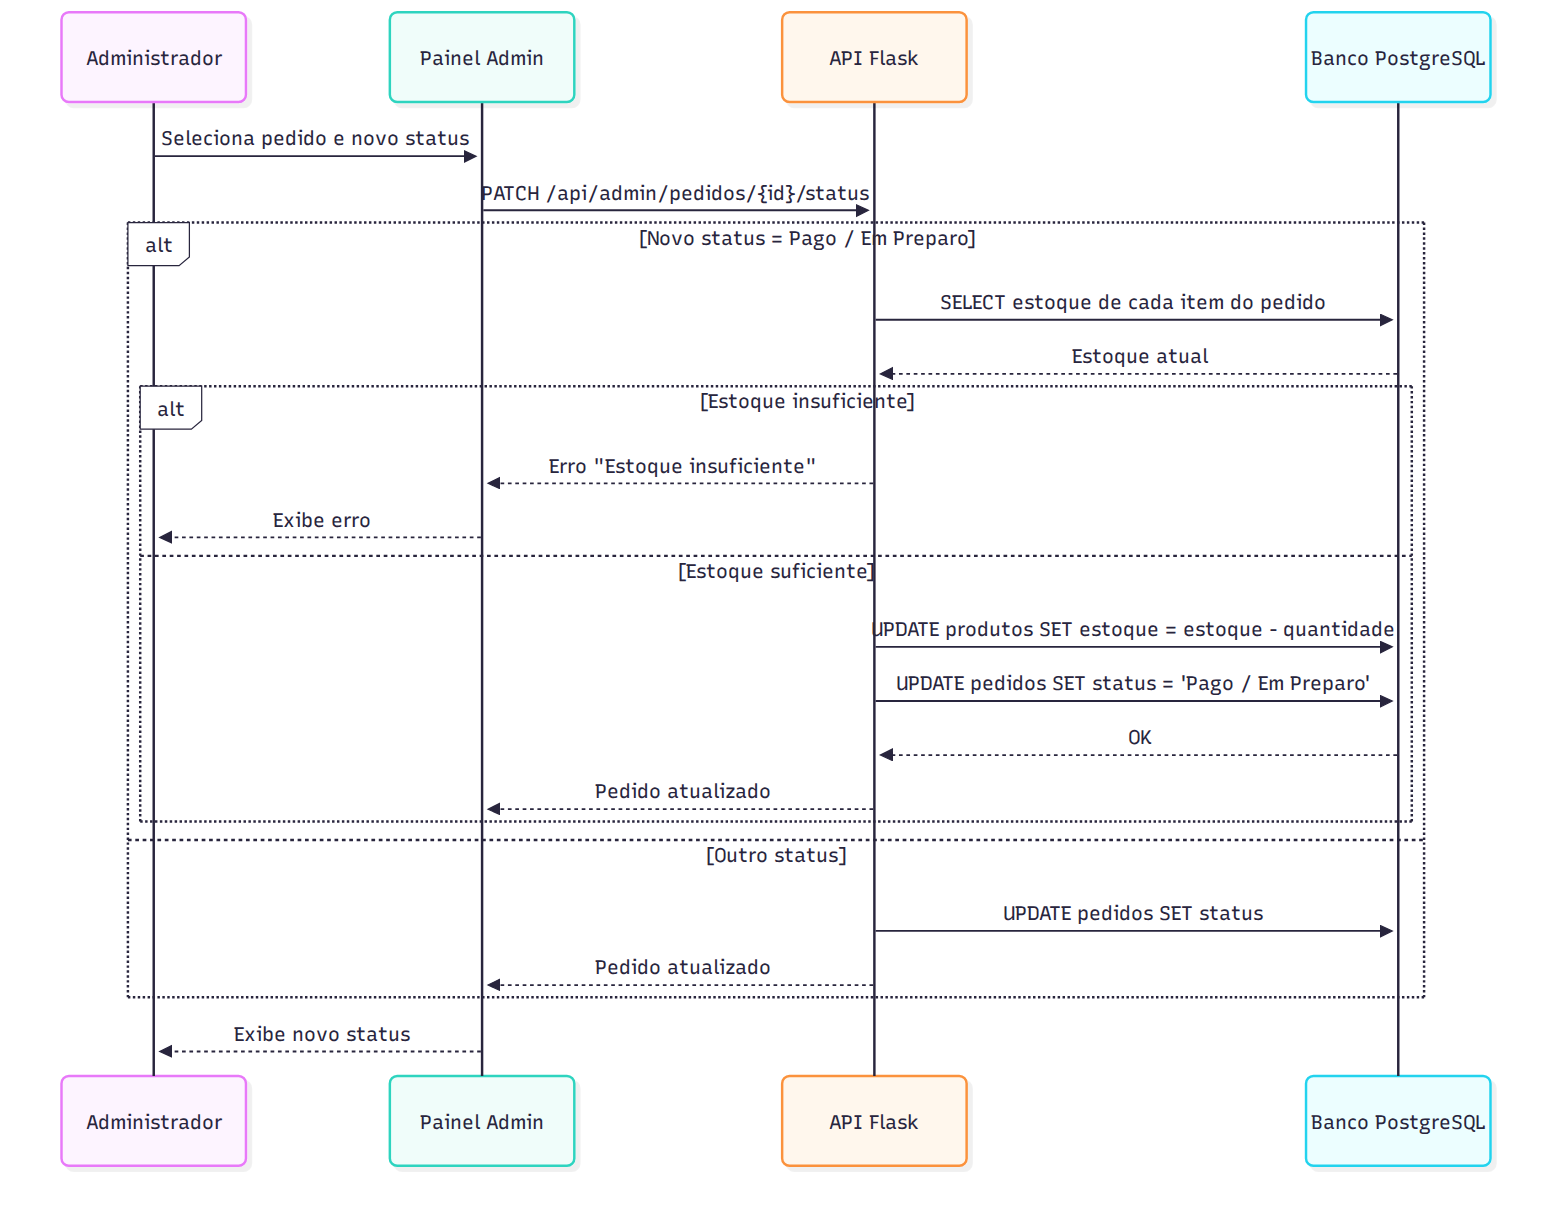 Administrador
Painel Admin
API Flask
Banco PostgreSQL
Seleciona pedido e novo status
PATCH /api/admin/pedidos/{id}/status
alt
[Novo status = Pago / Em Preparo]
SELECT estoque de cada item do pedido
Estoque atual
alt
[Estoque insuficiente]
Erro "Estoque insuficiente"
Exibe erro
[Estoque suficiente]
UPDATE produtos SET estoque = estoque - quantidade
UPDATE pedidos SET status = 'Pago / Em Preparo'
OK
Pedido atualizado
[Outro status]
UPDATE pedidos SET status
Pedido atualizado
Exibe novo status
Administrador
Painel Admin
API Flask
Banco PostgreSQL